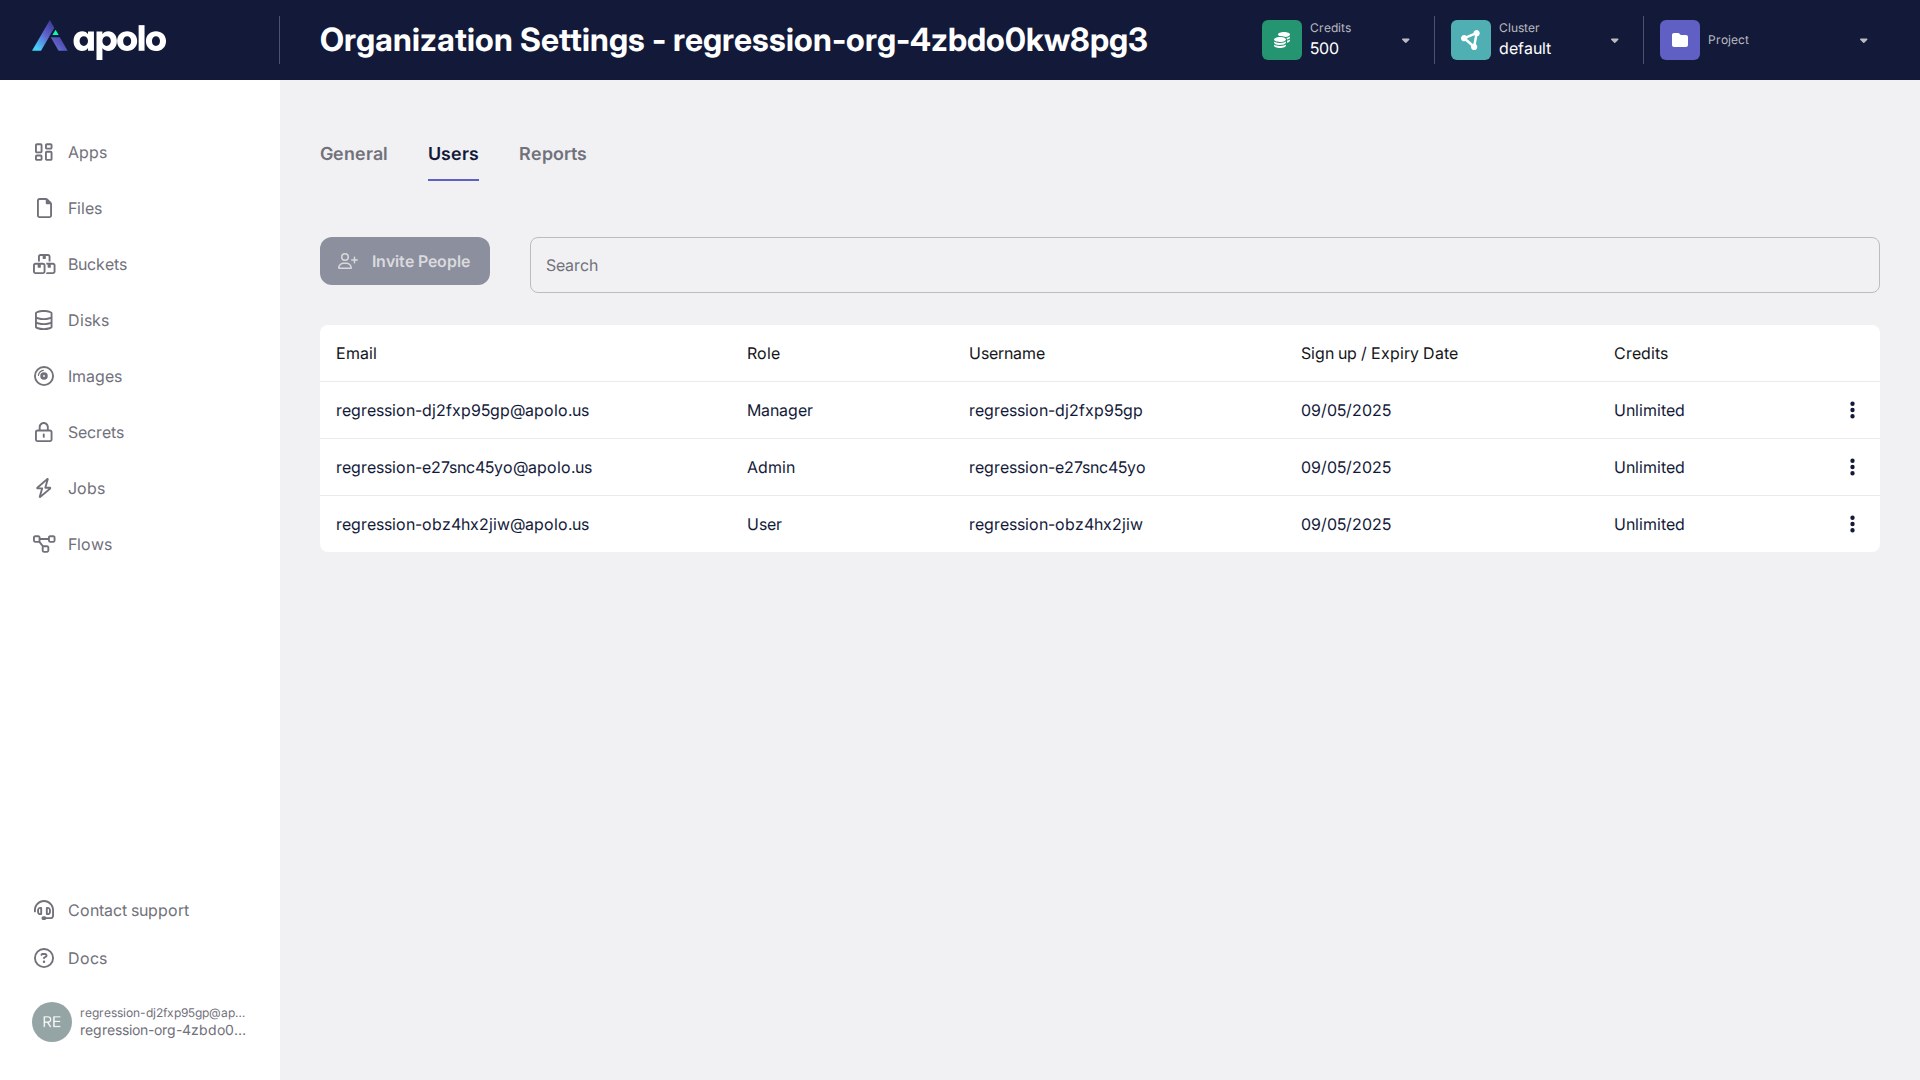 apolo
Organization Settings - regression-org-4zbdo0kw8pg3
Credits
500
Cluster
default
Project
Apps
Files
Buckets
Disks
Images
Secrets
Jobs
Flows
General Users Reports
Invite People
Search
Email Role Username Sign up / Expiry Date Credits
regression-dj2fxp95gp@apolo.us Manager regression-dj2fxp95gp 09/05/2025 Unlimited
regression-e27snc45yo@apolo.us Admin regression-e27snc45yo 09/05/2025 Unlimited
regression-obz4hx2jiw@apolo.us User regression-obz4hx2jiw 09/05/2025 Unlimited
Contact support
Docs
RE
regression-dj2fxp95gp@ap...
regression-org-4zbdo0...